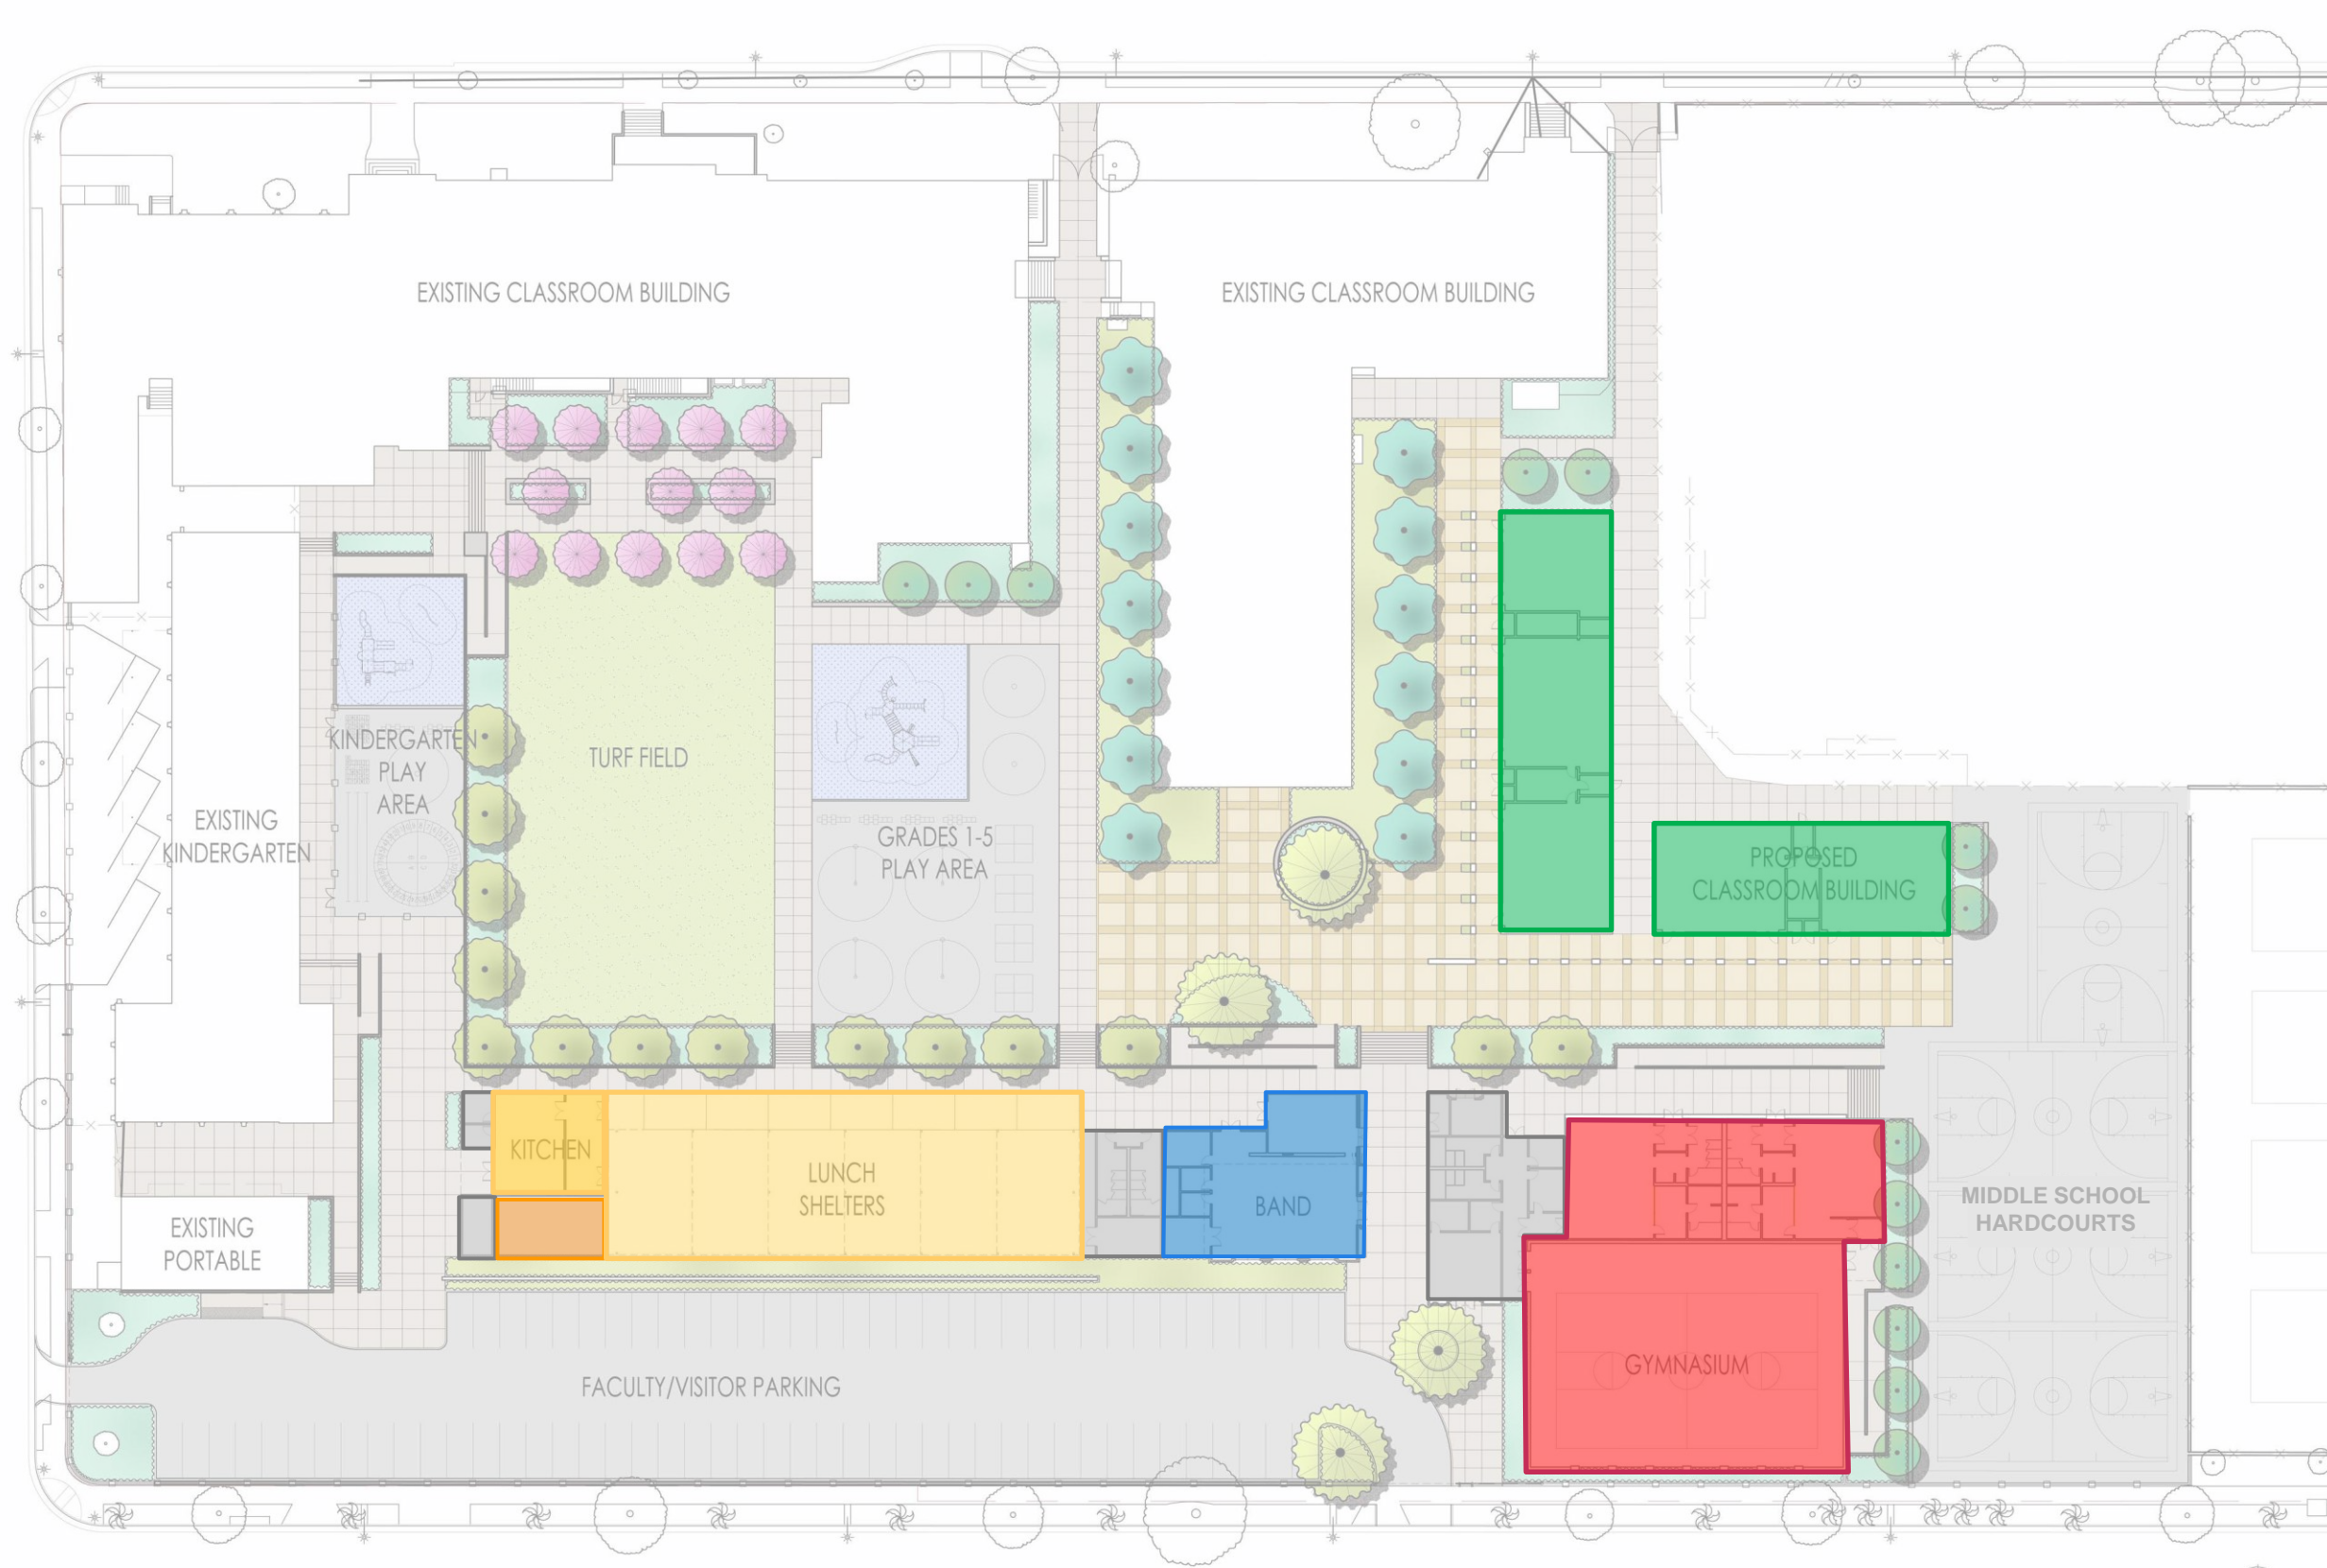 EXISTING CLASSROOM BUILDING
EXISTING CLASSROOM BUILDING
KINDERGARTEN
PLAY
AREA
TURF FIELD
EXISTING
KINDERGARTEN
GRADES 1-5
PLAY AREA
PROPOSED
CLASSROOM BUILDING
KITCHEN
LUNCH
SHELTERS
BAND
MIDDLE SCHOOL
HARDCOURTS
EXISTING
PORTABLE
GYMNASIUM
FACULTY/VISITOR PARKING